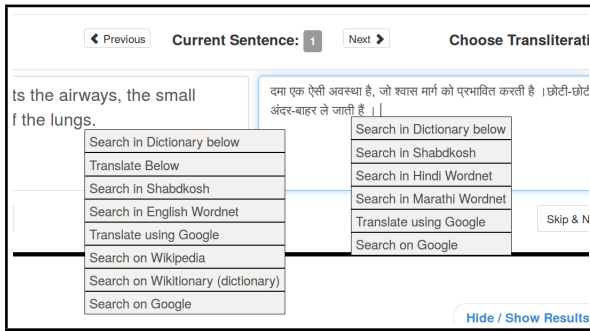 Previous
Current Sentence: 1
Next
Choose Transliterati
ts the airways, the small
f the lungs.
दमा एक ऐसी अवस्था है, जो श्वास मार्ग को प्रभावित करती है ।छोटी-छोटी
अंदर-बाहर ले जाती हैं ।
Search in Dictionary below
Translate Below
Search in Shabdkosh
Search in English Wordnet
Translate using Google
Search on Wikipedia
Search on Wikitionary (dictionary)
Search on Google
Search in Dictionary below
Search in Shabdkosh
Search in Hindi Wordnet
Search in Marathi Wordnet
Translate using Google
Search on Google
Skip & N
Hide / Show Results